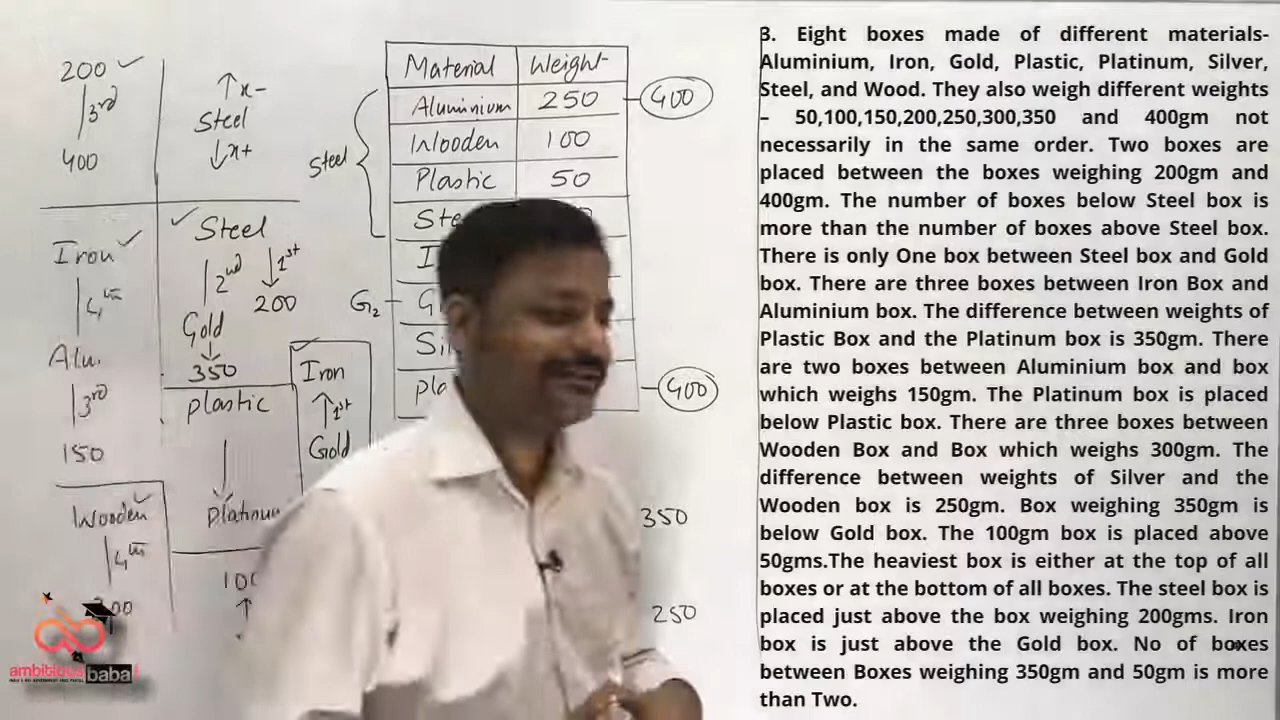 200 ✓
3rd
400
↑ x-
Steel
↓ x+
Iron ✓
4th
Alu.
3rd
150
✓ Steel
2nd
1st
200
Gold
350
Iron
1st
Gold
plastic
Platinum
Wooden ✓
4th
10
Material Weight
Aluminium 250
400
Wooden 100
Steel
Plastic 50
Ste
I
G2
G
Sil
pla
400
350
250
ambitiousbaba
3. Eight boxes made of different materials-
Aluminium, Iron, Gold, Plastic, Platinum, Silver,
Steel, and Wood. They also weigh different weights
– 50,100,150,200,250,300,350 and 400gm not
necessarily in the same order. Two boxes are
placed between the boxes weighing 200gm and
400gm. The number of boxes below Steel box is
more than the number of boxes above Steel box.
There is only One box between Steel box and Gold
box. There are three boxes between Iron Box and
Aluminium box. The difference between weights of
Plastic Box and the Platinum box is 350gm. There
are two boxes between Aluminium box and box
which weighs 150gm. The Platinum box is placed
below Plastic box. There are three boxes between
Wooden Box and Box which weighs 300gm. The
difference between weights of Silver and the
Wooden box is 250gm. Box weighing 350gm is
below Gold box. The 100gm box is placed above
50gms.The heaviest box is either at the top of all
boxes or at the bottom of all boxes. The steel box is
placed just above the box weighing 200gms. Iron
box is just above the Gold box. No of boxes
between Boxes weighing 350gm and 50gm is more
than Two.